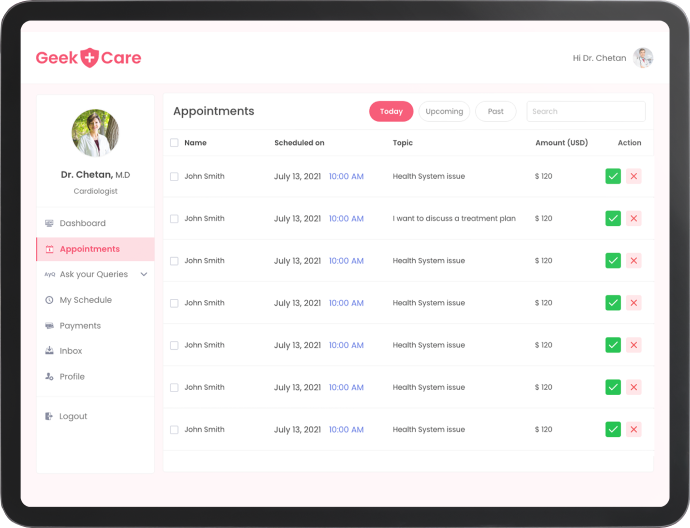 Geek Care
Hi Dr. Chetan
Dr. Chetan, M.D
Cardiologist
Dashboard
Appointments
AyQ Ask your Queries
My Schedule
Payments
Inbox
Profile
Logout
Appointments Today Upcoming Past Search
Name Scheduled on Topic Amount (USD) Action
John Smith July 13, 2021 10:00 AM Health System issue $ 120
John Smith July 13, 2021 10:00 AM I want to discuss a treatment plan $ 120
John Smith July 13, 2021 10:00 AM Health System issue $ 120
John Smith July 13, 2021 10:00 AM Health System issue $ 120
John Smith July 13, 2021 10:00 AM Health System issue $ 120
John Smith July 13, 2021 10:00 AM Health System issue $ 120
John Smith July 13, 2021 10:00 AM Health System issue $ 120